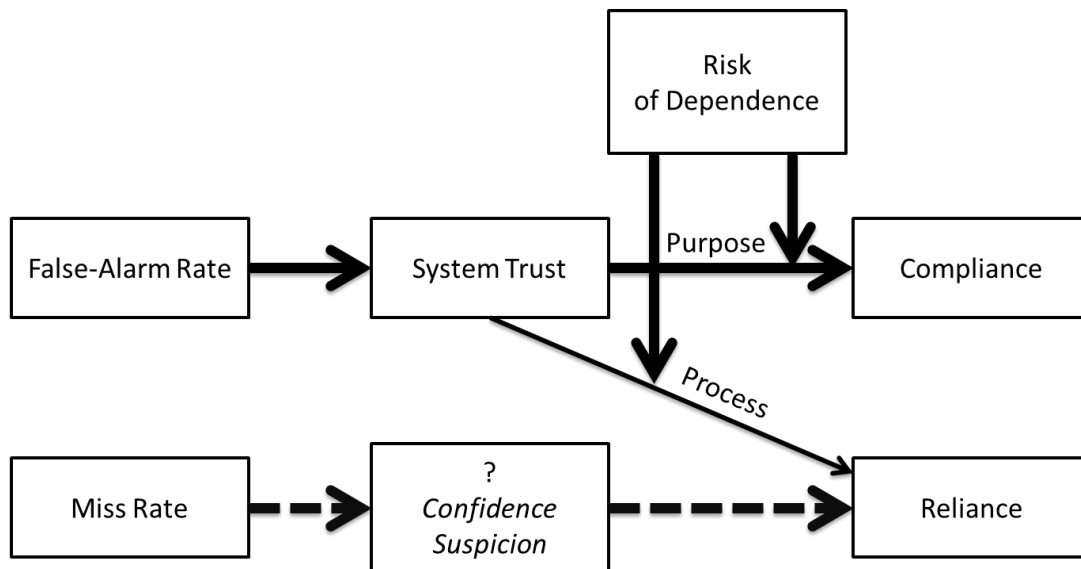 Risk
of Dependence
False-Alarm Rate
System Trust
Purpose
Compliance
Process
Miss Rate
?
Confidence
Suspicion
Reliance